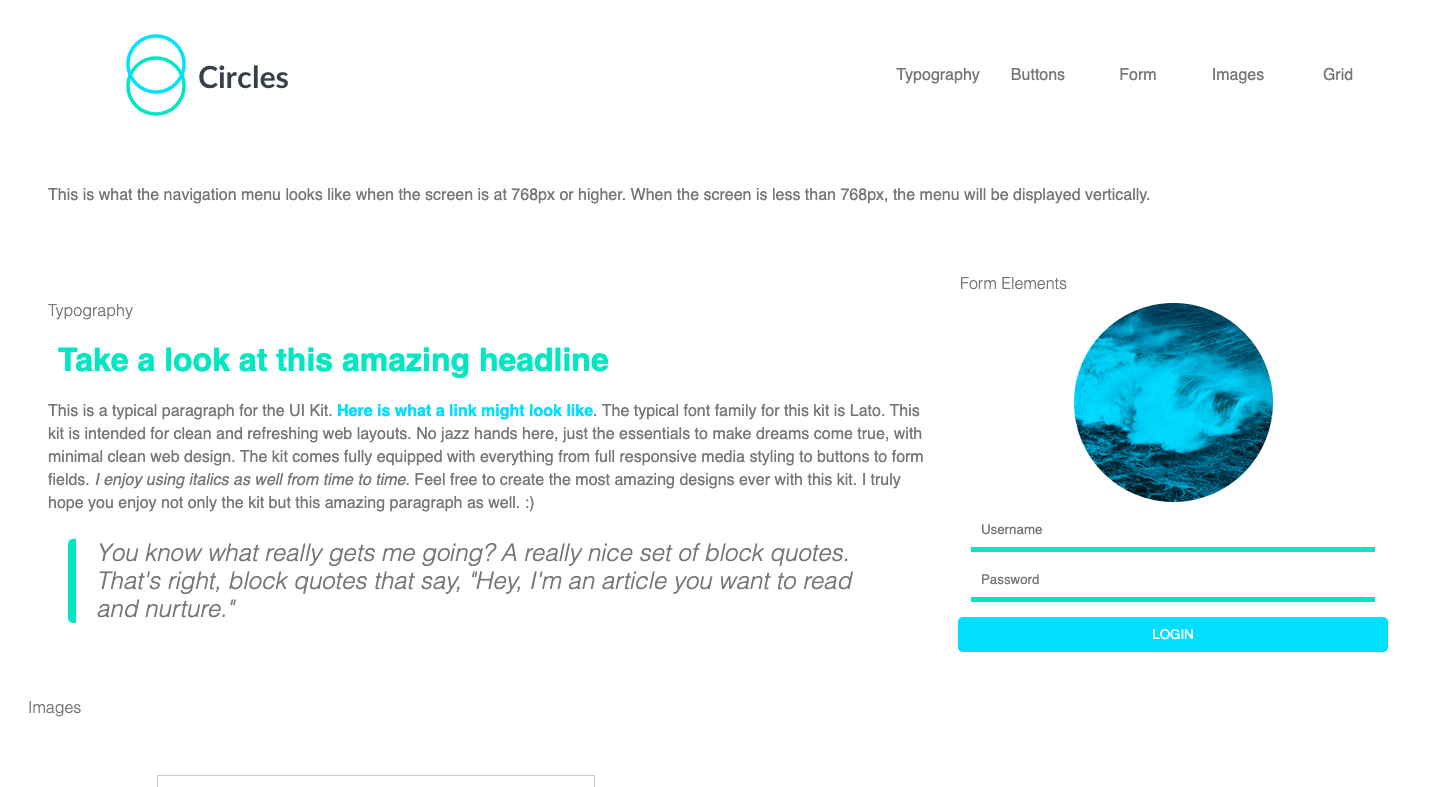 Circles
Typography Buttons Form Images Grid
This is what the navigation menu looks like when the screen is at 768px or higher. When the screen is less than 768px, the menu will be displayed vertically.
Typography
Take a look at this amazing headline
This is a typical paragraph for the UI Kit. Here is what a link might look like. The typical font family for this kit is Lato. This
kit is intended for clean and refreshing web layouts. No jazz hands here, just the essentials to make dreams come true, with
minimal clean web design. The kit comes fully equipped with everything from full responsive media styling to buttons to form
fields. I enjoy using italics as well from time to time. Feel free to create the most amazing designs ever with this kit. I truly
hope you enjoy not only the kit but this amazing paragraph as well. :)
You know what really gets me going? A really nice set of block quotes.
That's right, block quotes that say, "Hey, I'm an article you want to read
and nurture."
Form Elements
Username
Password
LOGIN
Images